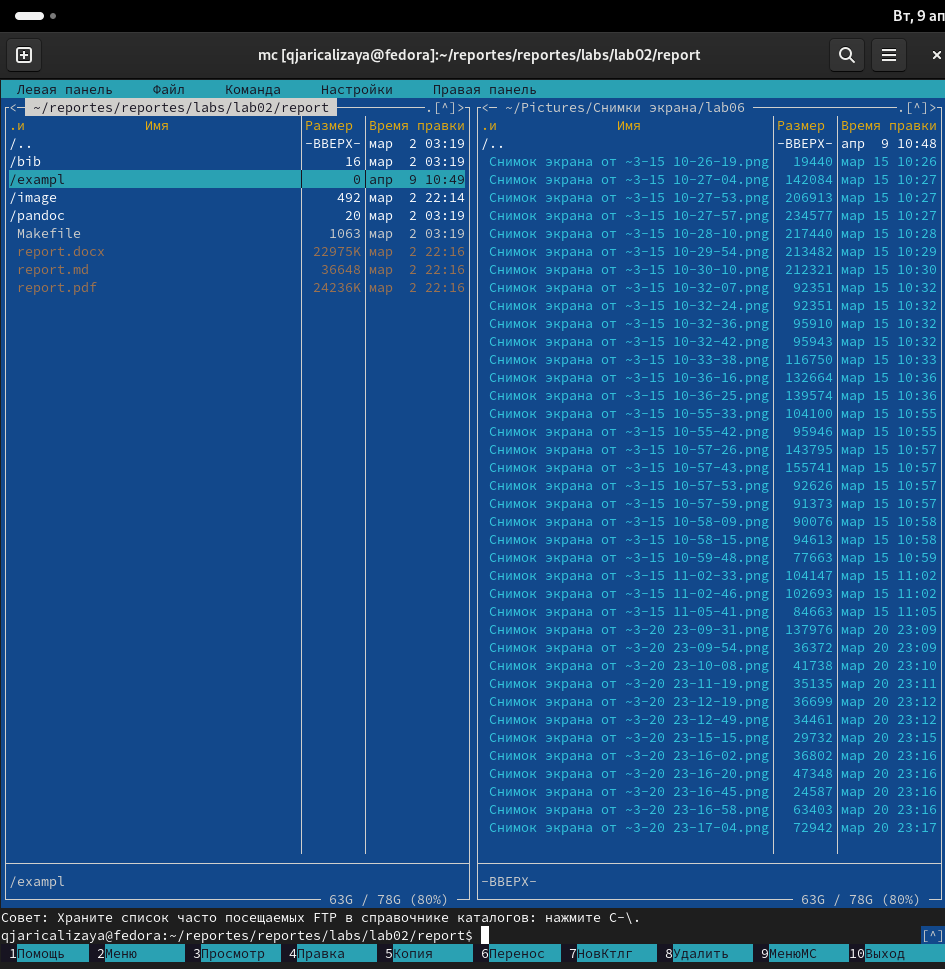 Вт, 9 ап
mc [qjaricalizaya@fedora]:~/reportes/reportes/labs/lab02/report
Левая панель Файл Команда Настройки Правая панель
<─ ~/reportes/reportes/labs/lab02/report .[^]>
.и Имя Размер Время правки
/.. -ВВЕРХ- мар 2 03:19
/bib 16 мар 2 03:19
/exampl 0 апр 9 10:49
/image 492 мар 2 22:14
/pandoc 20 мар 2 03:19
Makefile 1063 мар 2 03:19
report.docx 22975K мар 2 22:16
report.md 36648 мар 2 22:16
report.pdf 24236K мар 2 22:16
/exampl
63G / 78G (80%)
<─ ~/Pictures/Снимки экрана/lab06 .[^]>
.и Имя Размер Время правки
/.. -ВВЕРХ- апр 9 10:48
Снимок экрана от ~3-15 10-26-19.png 19440 мар 15 10:26
Снимок экрана от ~3-15 10-27-04.png 142084 мар 15 10:27
Снимок экрана от ~3-15 10-27-53.png 206913 мар 15 10:27
Снимок экрана от ~3-15 10-27-57.png 234577 мар 15 10:27
Снимок экрана от ~3-15 10-28-10.png 217440 мар 15 10:28
Снимок экрана от ~3-15 10-29-54.png 213482 мар 15 10:29
Снимок экрана от ~3-15 10-30-10.png 212321 мар 15 10:30
Снимок экрана от ~3-15 10-32-07.png 92351 мар 15 10:32
Снимок экрана от ~3-15 10-32-24.png 92351 мар 15 10:32
Снимок экрана от ~3-15 10-32-36.png 95910 мар 15 10:32
Снимок экрана от ~3-15 10-32-42.png 95943 мар 15 10:32
Снимок экрана от ~3-15 10-33-38.png 116750 мар 15 10:33
Снимок экрана от ~3-15 10-36-16.png 132664 мар 15 10:36
Снимок экрана от ~3-15 10-36-25.png 139574 мар 15 10:36
Снимок экрана от ~3-15 10-55-33.png 104100 мар 15 10:55
Снимок экрана от ~3-15 10-55-42.png 95946 мар 15 10:55
Снимок экрана от ~3-15 10-57-26.png 143795 мар 15 10:57
Снимок экрана от ~3-15 10-57-43.png 155741 мар 15 10:57
Снимок экрана от ~3-15 10-57-53.png 92626 мар 15 10:57
Снимок экрана от ~3-15 10-57-59.png 91373 мар 15 10:57
Снимок экрана от ~3-15 10-58-09.png 90076 мар 15 10:58
Снимок экрана от ~3-15 10-58-15.png 94613 мар 15 10:58
Снимок экрана от ~3-15 10-59-48.png 77663 мар 15 10:59
Снимок экрана от ~3-15 11-02-33.png 104147 мар 15 11:02
Снимок экрана от ~3-15 11-02-46.png 102693 мар 15 11:02
Снимок экрана от ~3-15 11-05-41.png 84663 мар 15 11:05
Снимок экрана от ~3-20 23-09-31.png 137976 мар 20 23:09
Снимок экрана от ~3-20 23-09-54.png 36372 мар 20 23:09
Снимок экрана от ~3-20 23-10-08.png 41738 мар 20 23:10
Снимок экрана от ~3-20 23-11-19.png 35135 мар 20 23:11
Снимок экрана от ~3-20 23-12-19.png 36699 мар 20 23:12
Снимок экрана от ~3-20 23-12-49.png 34461 мар 20 23:12
Снимок экрана от ~3-20 23-15-15.png 29732 мар 20 23:15
Снимок экрана от ~3-20 23-16-02.png 36802 мар 20 23:16
Снимок экрана от ~3-20 23-16-20.png 47348 мар 20 23:16
Снимок экрана от ~3-20 23-16-45.png 24587 мар 20 23:16
Снимок экрана от ~3-20 23-16-58.png 63403 мар 20 23:16
Снимок экрана от ~3-20 23-17-04.png 72942 мар 20 23:17
-ВВЕРХ-
63G / 78G (80%)
Совет: Храните список часто посещаемых FTP в справочнике каталогов: нажмите C-\.
qjaricalizaya@fedora:~/reportes/reportes/labs/lab02/report$ [^]
1Помощь 2Меню 3Просмотр 4Правка 5Копия 6Перенос 7НовКтлг 8Удалить 9МенюMC 10Выход